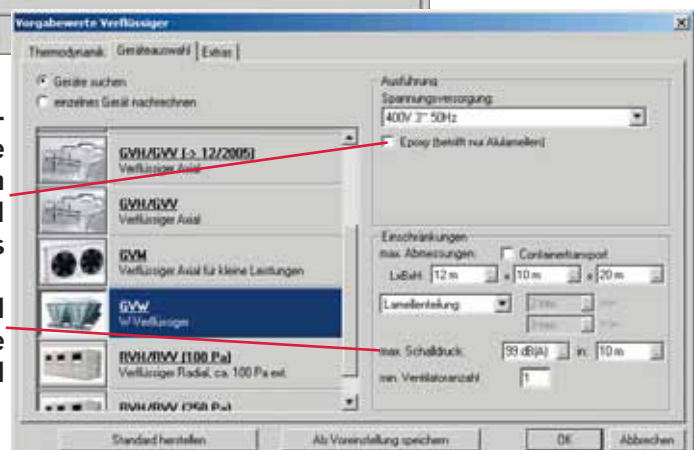 Vorgabewerte Verflüssiger
Thermodynamik Geräteauswahl Extras
Geräte suchen
einzelnes Gerät nachrechnen
GVH/GVV (-> 12/2005)
Verflüssiger Axial
GVH/GVV
Verflüssiger Axial
GVM
Verflüssiger Axial für kleine Leistungen
GVW
W Verflüssiger
RVH/RVV (100 Pa)
Verflüssiger Radial, ca. 100 Pa ext.
RVH/RVV (250 Pa)
Ausführung
Spannungsversorgung:
400V 3~ 50Hz
Epoxy (betrifft nur Alulamellen)
Einschränkungen
max. Abmessungen: Containertransport
LxBxH: 12 m x 10 m x 20 m
Lamellenteilung
max. Schalldruck: 99 dB(A) in: 10 m
min. Ventilatoranzahl 1
Standard herstellen Als Voreinstellung speichern OK Abbrechen